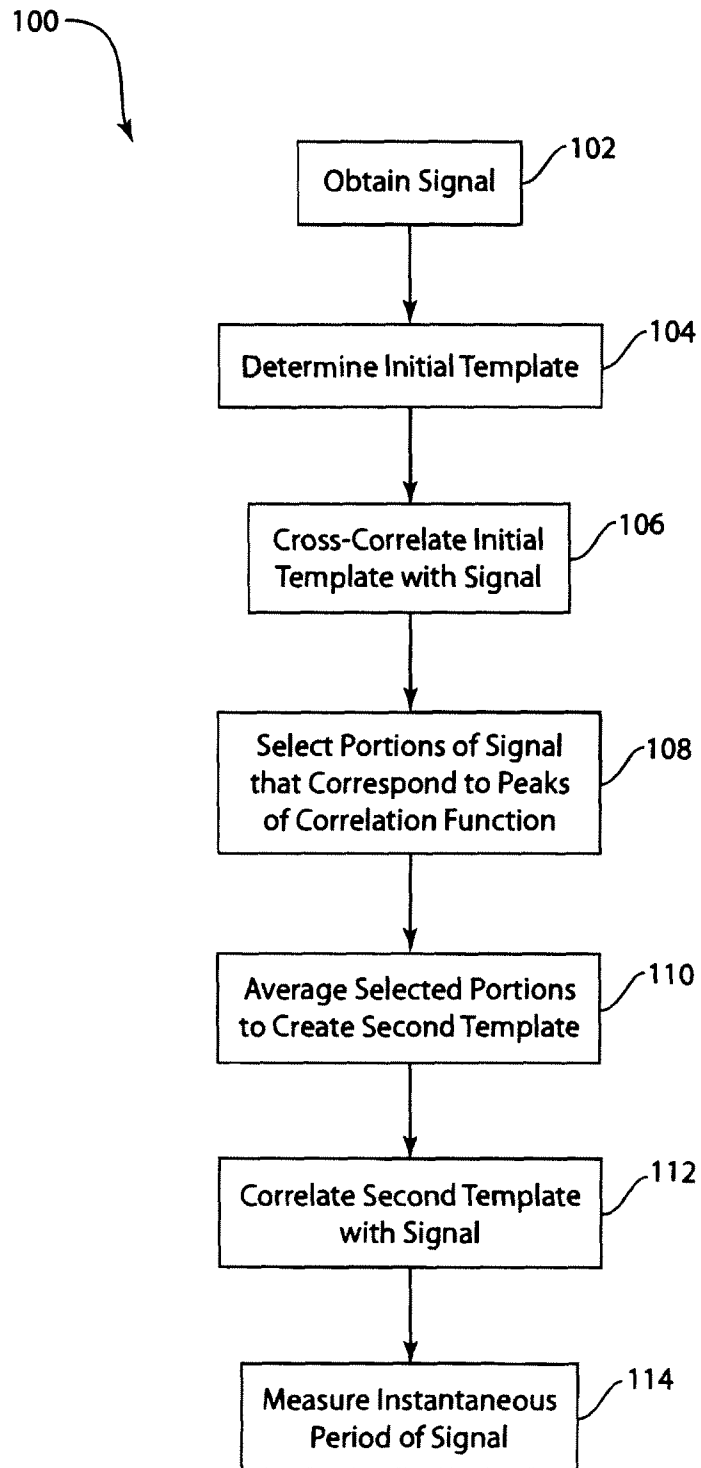 100
102
Obtain Signal
104
Determine Initial Template
106
Cross-Correlate Initial
Template with Signal
108
Select Portions of Signal
that Correspond to Peaks
of Correlation Function
110
Average Selected Portions
to Create Second Template
112
Correlate Second Template
with Signal
114
Measure Instantaneous
Period of Signal